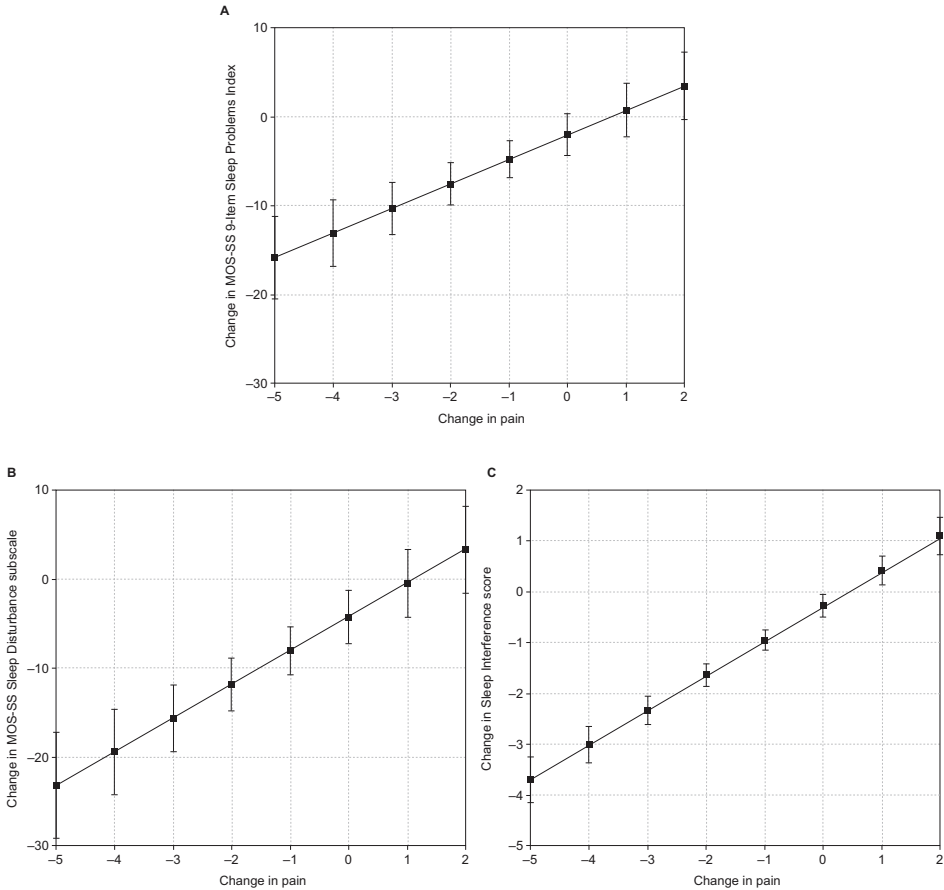 A
Change in MOS-SS 9-Item Sleep Problems Index
10
0
–10
–20
–30
–5 –4 –3 –2 –1 0 1 2
Change in pain
B
Change in MOS-SS Sleep Disturbance subscale
10
0
–10
–20
–30
–5 –4 –3 –2 –1 0 1 2
Change in pain
C
Change in Sleep Interference score
2
1
0
–1
–2
–3
–4
–5
–5 –4 –3 –2 –1 0 1 2
Change in pain